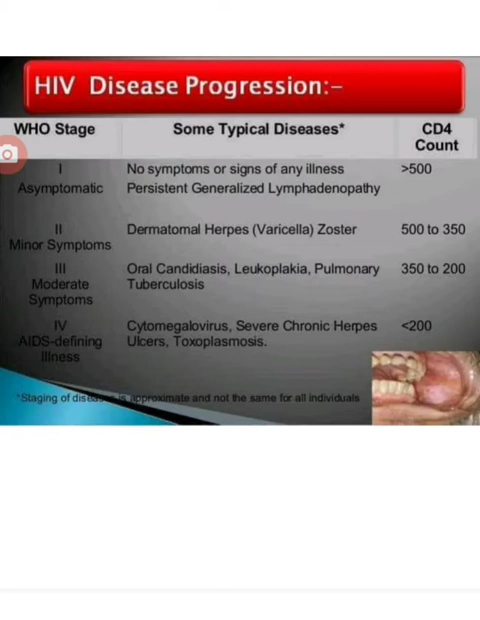 HIV Disease Progression:-
WHO Stage Some Typical Diseases* CD4 Count
I No symptoms or signs of any illness >500
Asymptomatic Persistent Generalized Lymphadenopathy
II Dermatomal Herpes (Varicella) Zoster 500 to 350
Minor Symptoms
III Oral Candidiasis, Leukoplakia, Pulmonary 350 to 200
Moderate Tuberculosis
Symptoms
IV Cytomegalovirus, Severe Chronic Herpes <200
AIDS-defining Ulcers, Toxoplasmosis.
Illness
*Staging of disease is approximate and not the same for all individuals